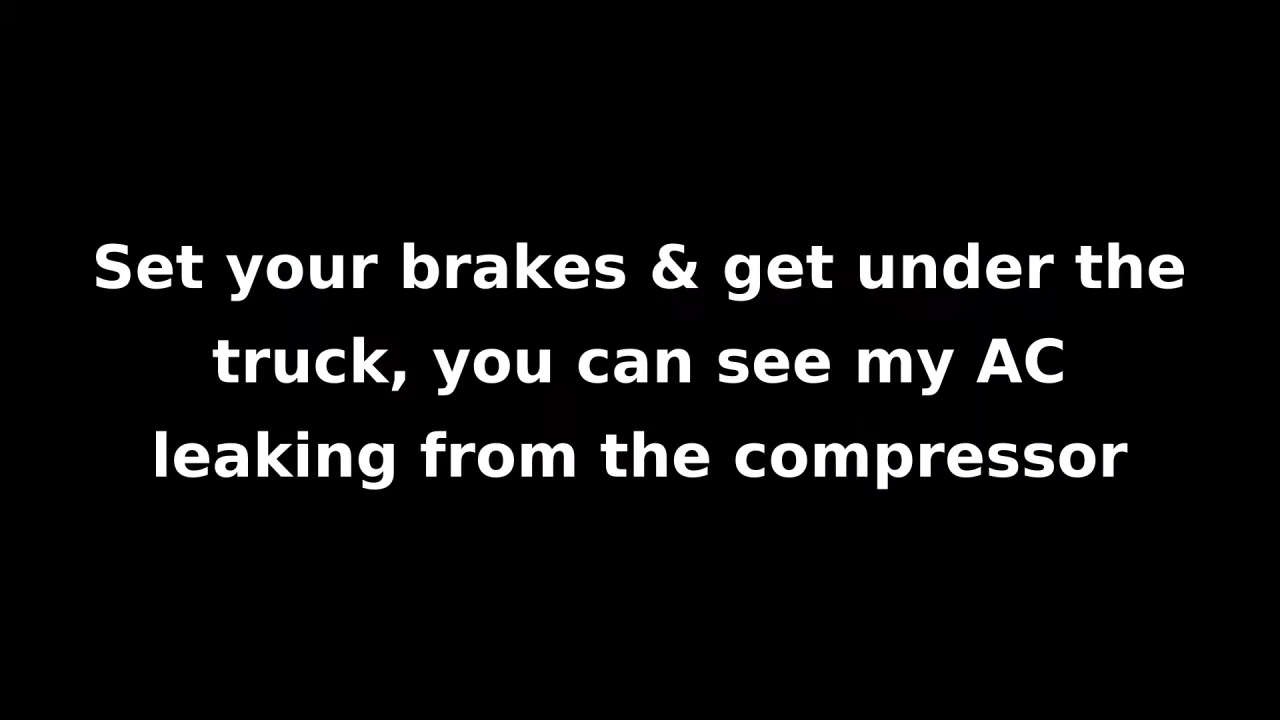 Set your brakes & get under the
truck, you can see my AC
leaking from the compressor